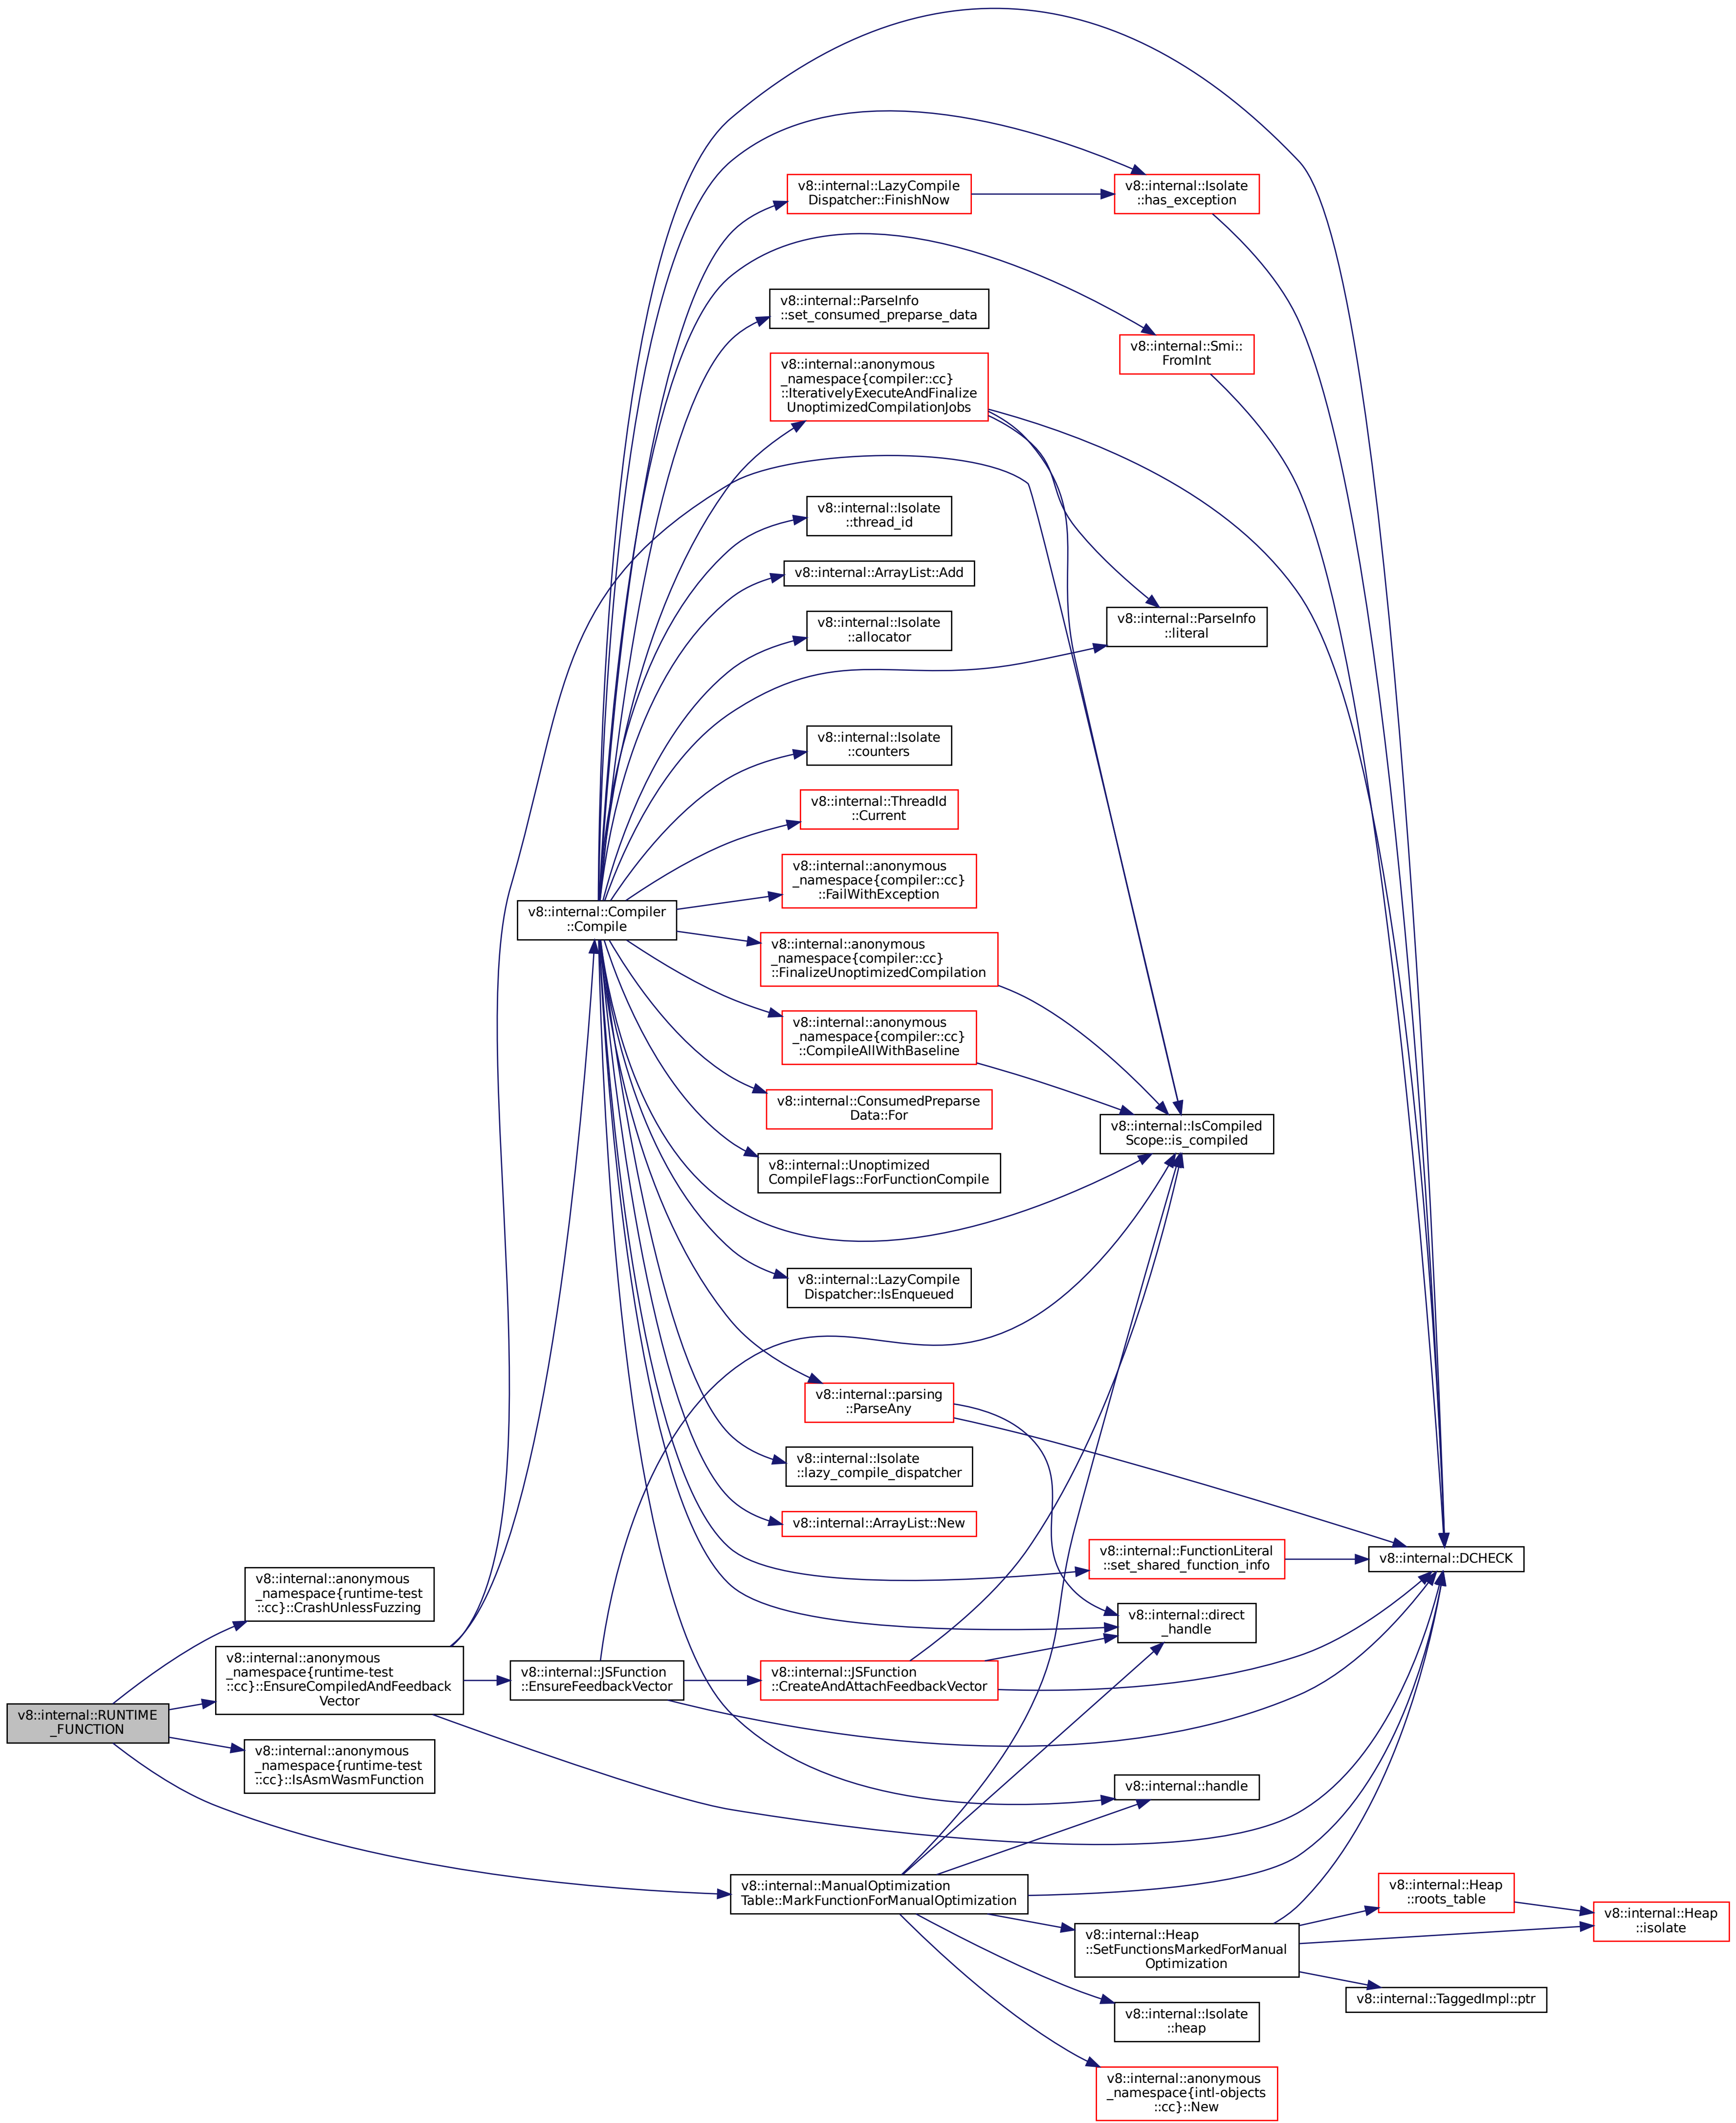 v8::internal::LazyCompile
Dispatcher::FinishNow
v8::internal::Isolate
::has_exception
v8::internal::ParseInfo
::set_consumed_preparse_data
v8::internal::Smi::
FromInt
v8::internal::anonymous
_namespace{compiler::cc}
::IterativelyExecuteAndFinalize
UnoptimizedCompilationJobs
v8::internal::Isolate
::thread_id
v8::internal::ArrayList::Add
v8::internal::Isolate
::allocator
v8::internal::ParseInfo
::literal
v8::internal::Isolate
::counters
v8::internal::ThreadId
::Current
v8::internal::anonymous
_namespace{compiler::cc}
::FailWithException
v8::internal::Compiler
::Compile
v8::internal::anonymous
_namespace{compiler::cc}
::FinalizeUnoptimizedCompilation
v8::internal::anonymous
_namespace{compiler::cc}
::CompileAllWithBaseline
v8::internal::ConsumedPreparse
Data::For
v8::internal::IsCompiled
Scope::is_compiled
v8::internal::Unoptimized
CompileFlags::ForFunctionCompile
v8::internal::LazyCompile
Dispatcher::IsEnqueued
v8::internal::parsing
::ParseAny
v8::internal::Isolate
::lazy_compile_dispatcher
v8::internal::ArrayList::New
v8::internal::FunctionLiteral
::set_shared_function_info
v8::internal::DCHECK
v8::internal::anonymous
_namespace{runtime-test
::cc}::CrashUnlessFuzzing
v8::internal::direct
_handle
v8::internal::anonymous
_namespace{runtime-test
::cc}::EnsureCompiledAndFeedback
Vector
v8::internal::JSFunction
::EnsureFeedbackVector
v8::internal::JSFunction
::CreateAndAttachFeedbackVector
v8::internal::RUNTIME
_FUNCTION
v8::internal::anonymous
_namespace{runtime-test
::cc}::IsAsmWasmFunction
v8::internal::handle
v8::internal::ManualOptimization
Table::MarkFunctionForManualOptimization
v8::internal::Heap
::roots_table
v8::internal::Heap
::isolate
v8::internal::Heap
::SetFunctionsMarkedForManual
Optimization
v8::internal::TaggedImpl::ptr
v8::internal::Isolate
::heap
v8::internal::anonymous
_namespace{intl-objects
::cc}::New